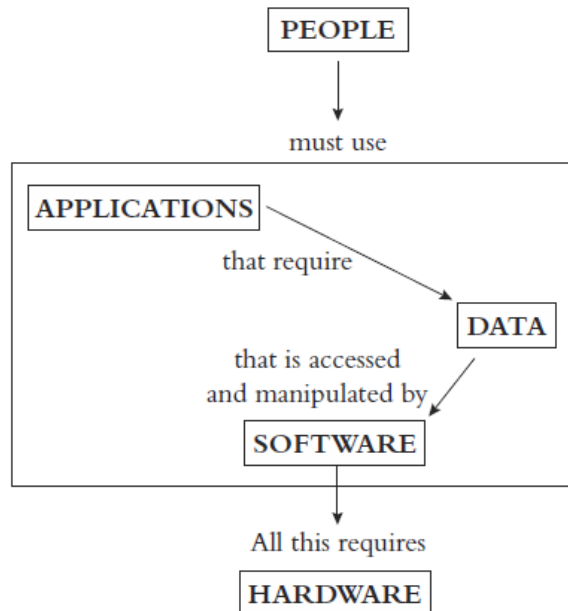 PEOPLE
must use
APPLICATIONS
that require
DATA
that is accessed
and manipulated by
SOFTWARE
All this requires
HARDWARE